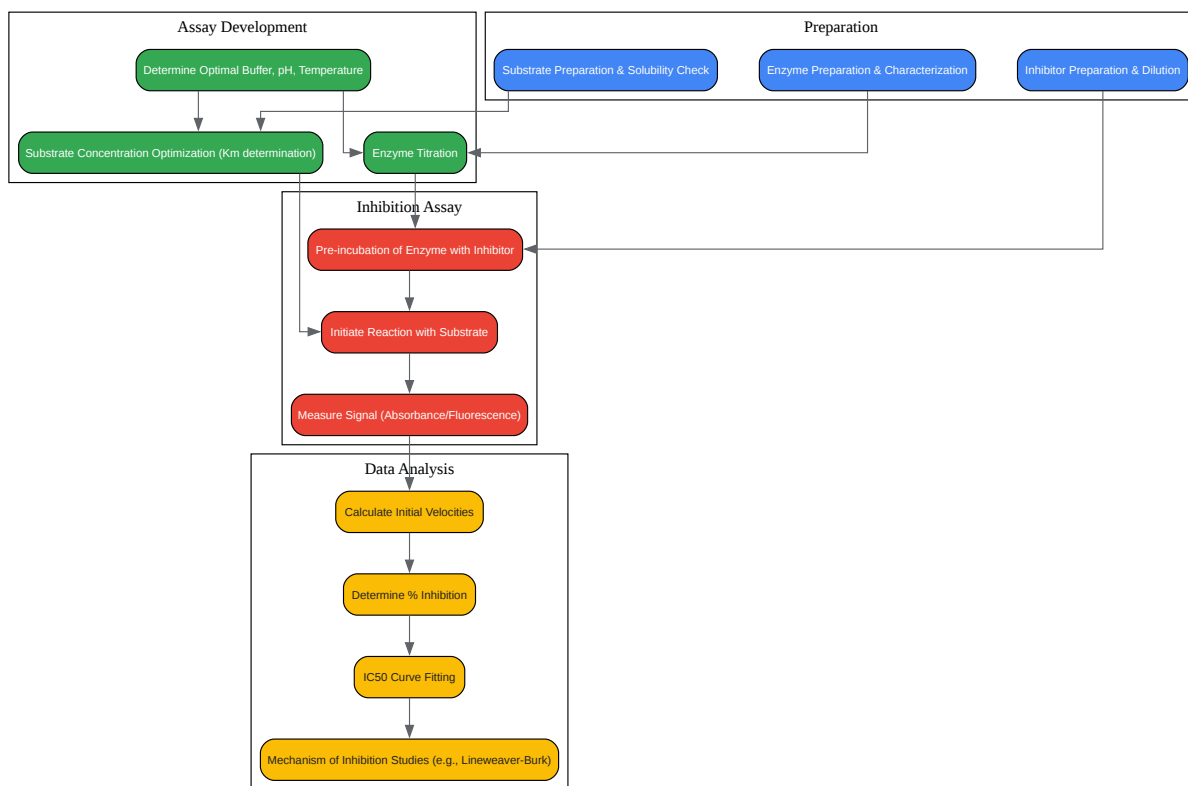 Assay Development
Preparation
Determine Optimal Buffer, pH, Temperature
Substrate Preparation & Solubility Check
Enzyme Preparation & Characterization
Inhibitor Preparation & Dilution
Substrate Concentration Optimization (Km determination)
Enzyme Titration
Inhibition Assay
Pre-incubation of Enzyme with Inhibitor
Initiate Reaction with Substrate
Measure Signal (Absorbance/Fluorescence)
Data Analysis
Calculate Initial Velocities
Determine % Inhibition
IC50 Curve Fitting
Mechanism of Inhibition Studies (e.g., Lineweaver-Burk)